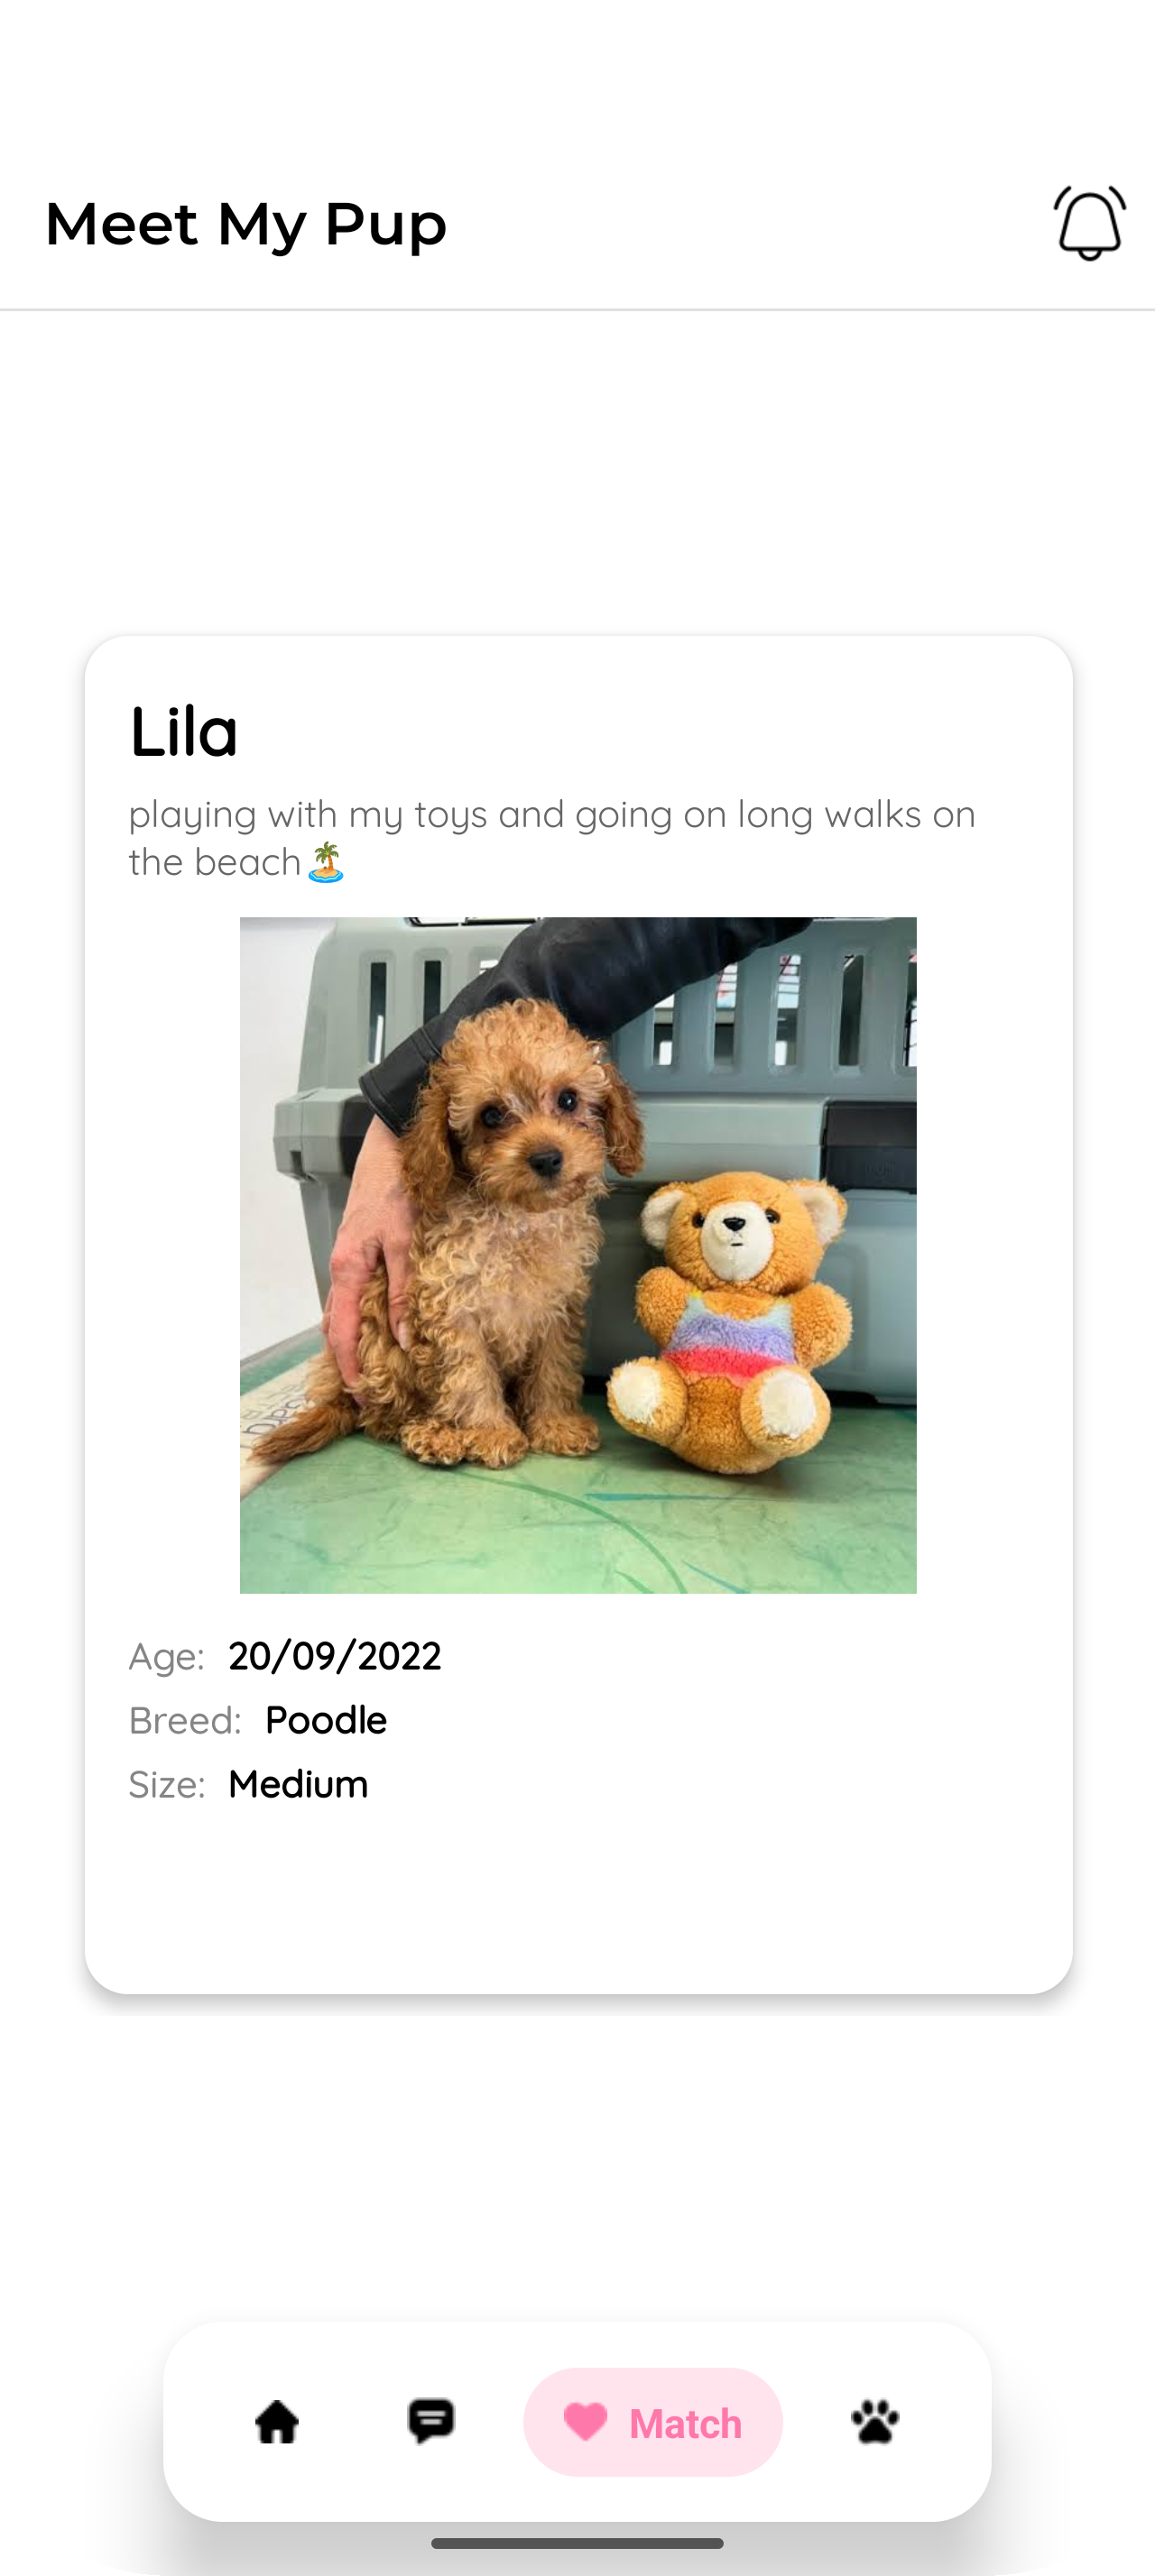 Meet My Pup
Lila
playing with my toys and going on long walks on
the beach🏝️
Age: 20/09/2022
Breed: Poodle
Size: Medium
Match